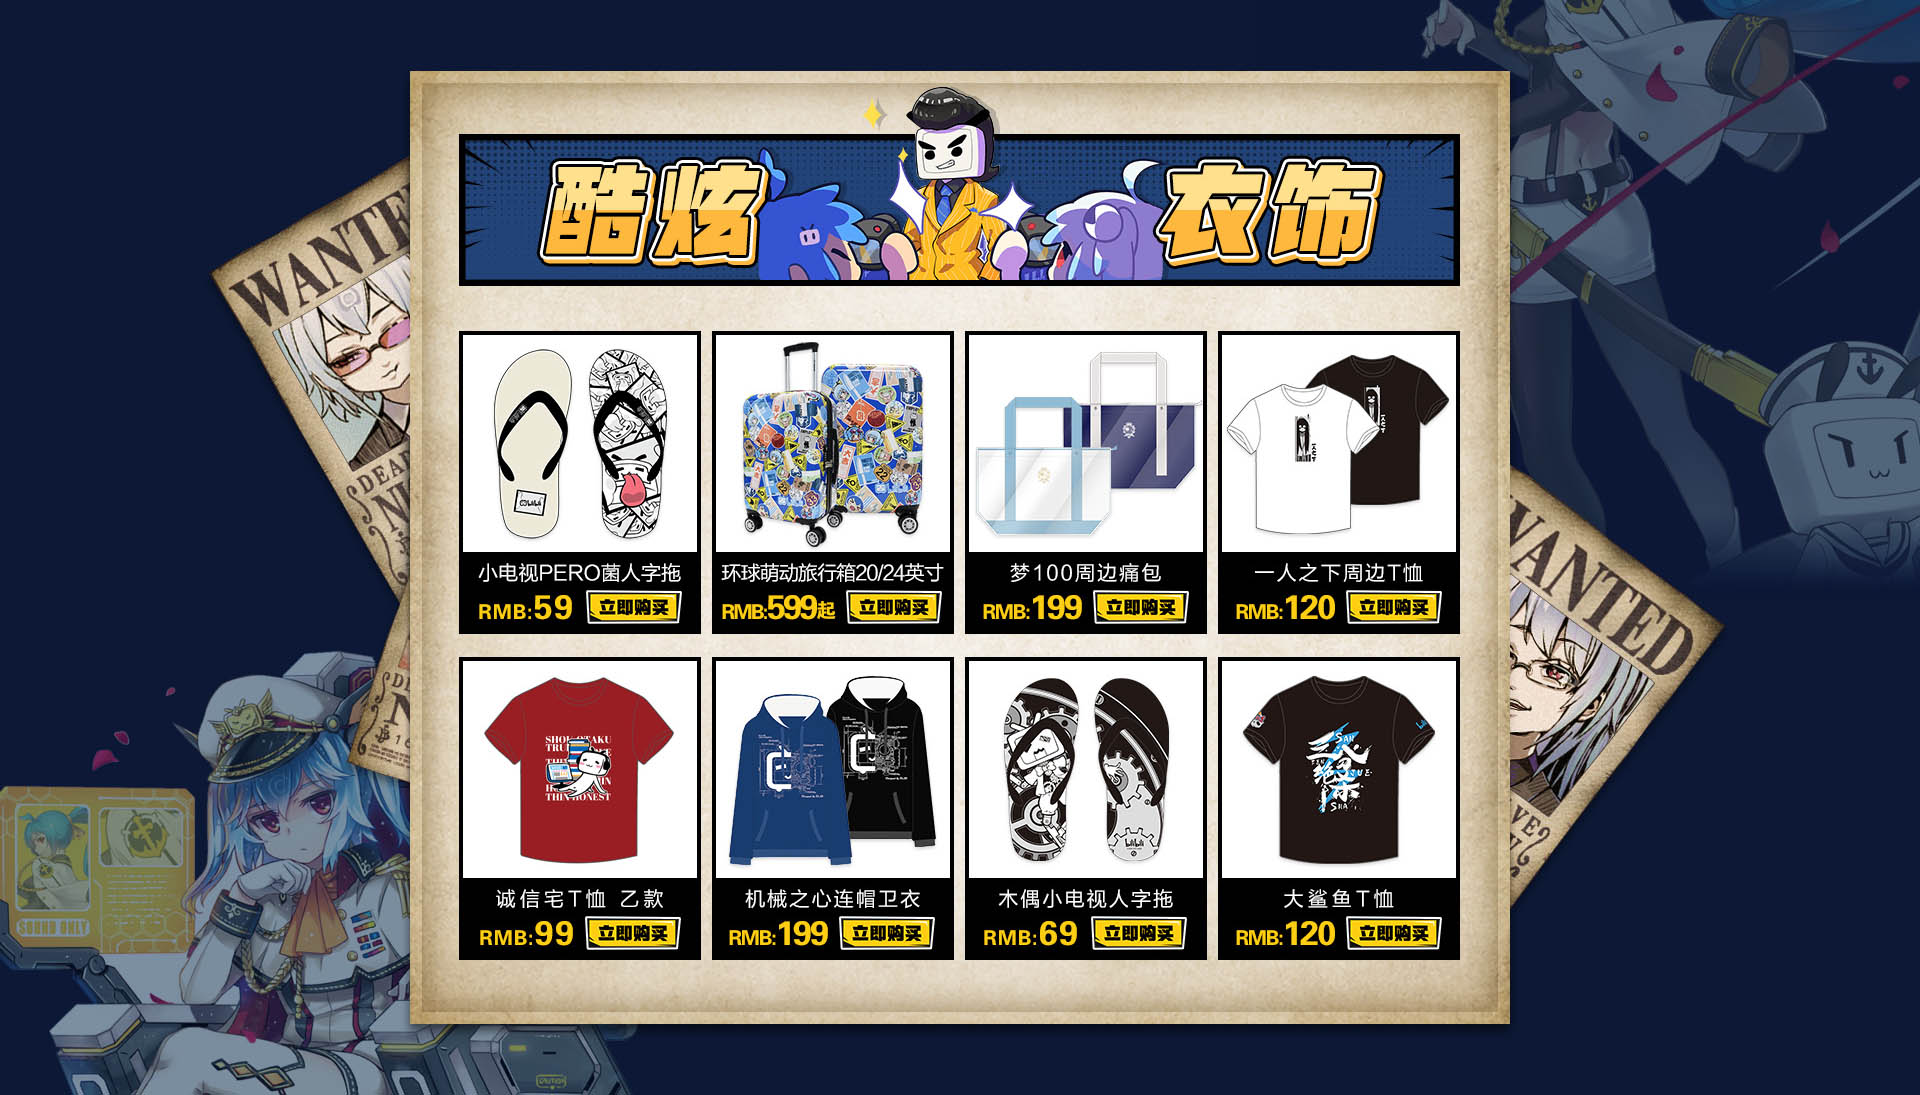 酷炫 衣饰
WANTED
小电视PERO菌人字拖
RMB:59 立即购买
环球萌动旅行箱20/24英寸
RMB:599起 立即购买
梦100周边痛包
RMB:199 立即购买
一人之下周边T恤
RMB:120 立即购买
WANTED
诚信宅T恤 乙款
RMB:99 立即购买
机械之心连帽卫衣
RMB:199 立即购买
木偶小电视人字拖
RMB:69 立即购买
大鲨鱼T恤
RMB:120 立即购买
SOUND ONLY
CAUTION